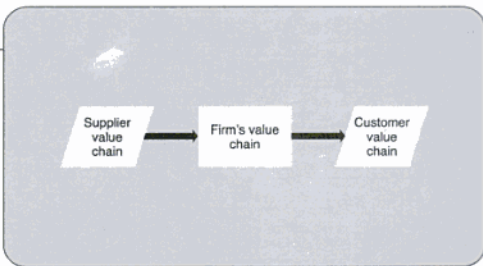 Supplier
value
chain
Firm's value
chain
Customer
value
chain